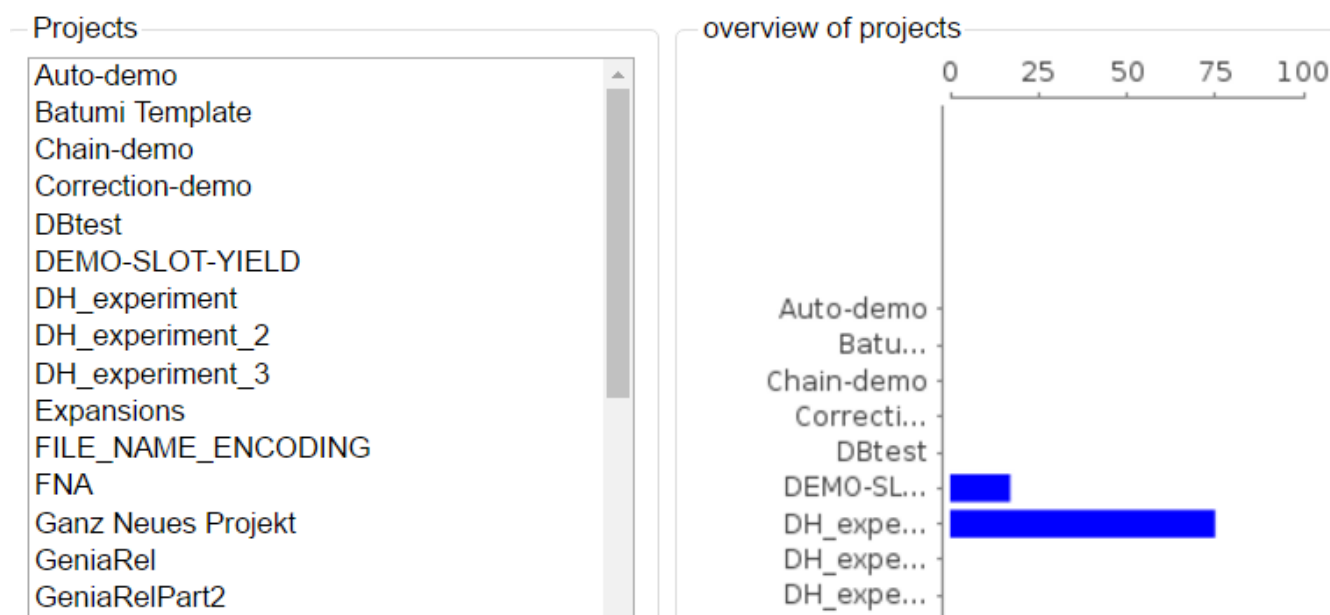 Projects
Auto-demo
Batumi Template
Chain-demo
Correction-demo
DBtest
DEMO-SLOT-YIELD
DH_experiment
DH_experiment_2
DH_experiment_3
Expansions
FILE_NAME_ENCODING
FNA
Ganz Neues Projekt
GeniaRel
GeniaRelPart2
overview of projects
0 25 50 75 100
Auto-demo
Batu...
Chain-demo
Correcti...
DBtest
DEMO-SL...
DH_expe...
DH_expe...
DH_expe...